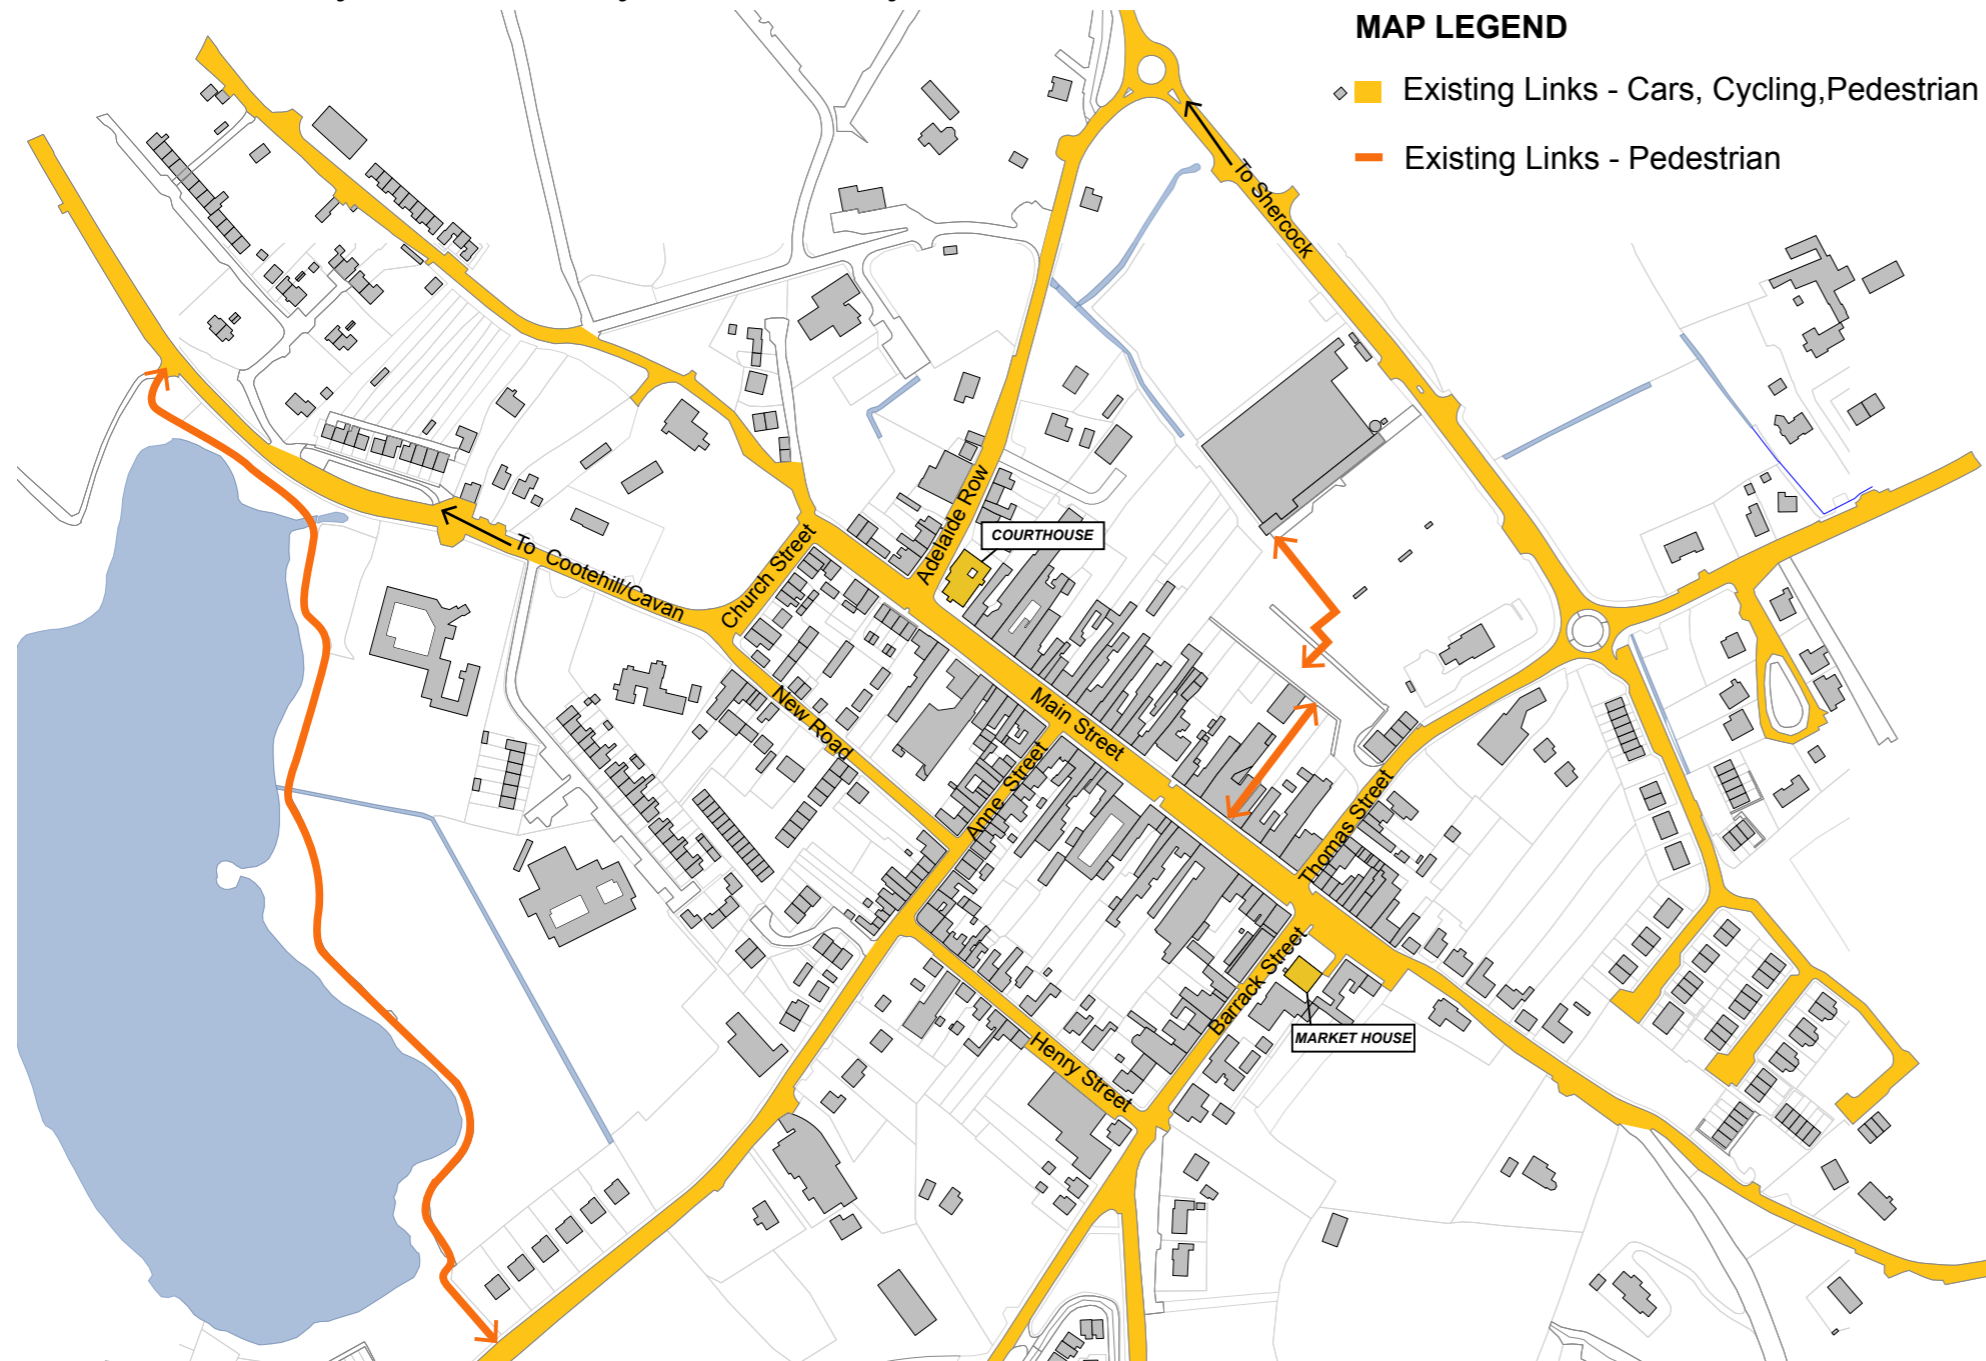 MAP LEGEND
Existing Links - Cars, Cycling,Pedestrian
Existing Links - Pedestrian
To Shercock
Adelaide Row
COURTHOUSE
To Cootehill/Cavan
Church Street
Main Street
New Road
Anne Street
Thomas Street
Barrack Street
MARKET HOUSE
Henry Street